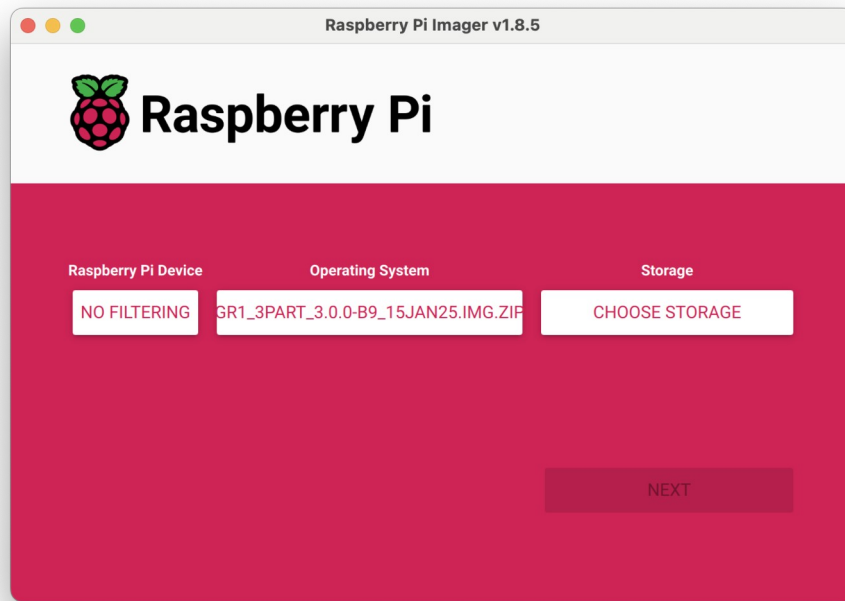 Raspberry Pi Imager v1.8.5
Raspberry Pi
Raspberry Pi Device
Operating System
Storage
NO FILTERING
GR1_3PART_3.0.0-B9_15JAN25.IMG.ZIP
CHOOSE STORAGE
NEXT